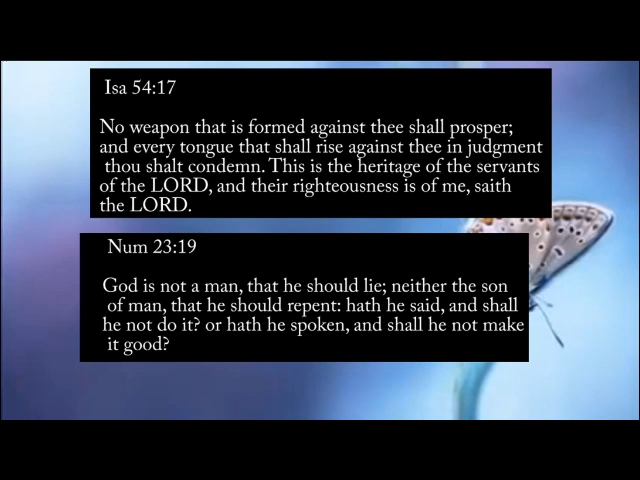 Isa 54:17
No weapon that is formed against thee shall prosper;
and every tongue that shall rise against thee in judgment
thou shalt condemn. This is the heritage of the servants
of the LORD, and their righteousness is of me, saith
the LORD.
Num 23:19
God is not a man, that he should lie; neither the son
of man, that he should repent: hath he said, and shall
he not do it? or hath he spoken, and shall he not make
it good?